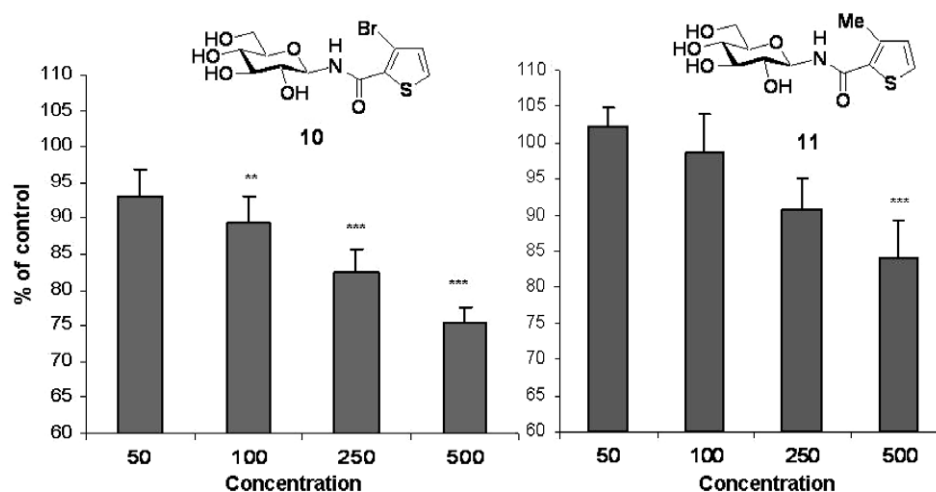 HO
HO
HO
HO
OH
O
H
N
O
Br
S
10
110
105
100
95
90
85
80
75
70
65
60
% of control
**
***
***
50 100 250 500
Concentration
HO
HO
HO
HO
OH
O
H
N
O
Me
S
11
110
105
100
95
90
85
80
75
70
65
60
***
50 100 250 500
Concentration